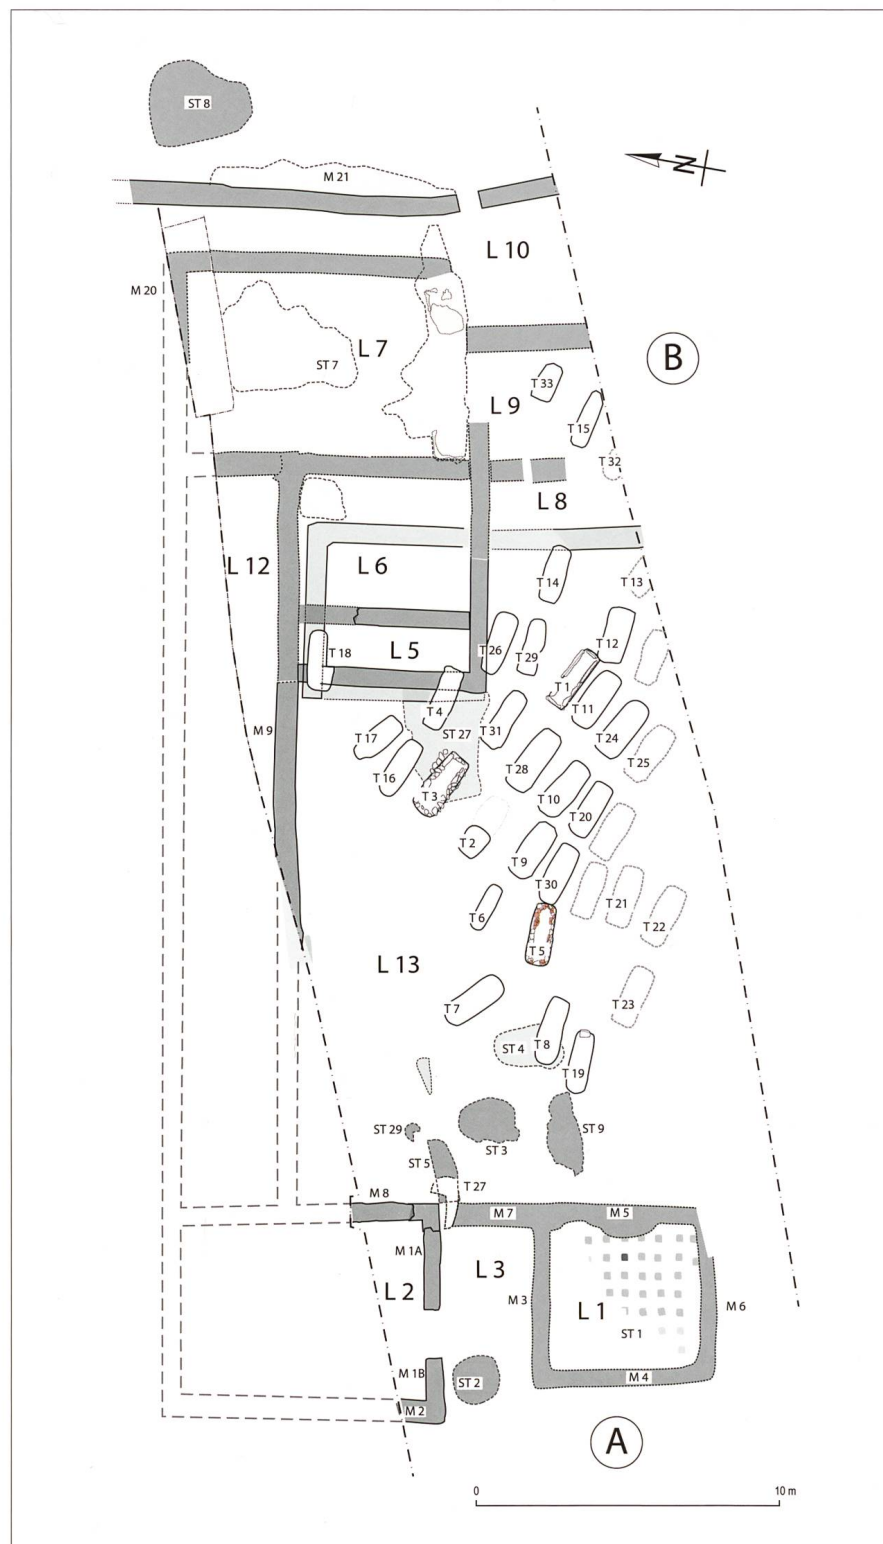 ST 8
M 21
N
L 10
M 20
L 7
ST 7
B
T 33
L 9
T 15
T 32
L 8
L 12
L 6
T 14
T 13
T 12
T 18
L 5
T 26
T 29
T 1
T 11
T 4
M 9
ST 27
T 31
T 24
T 17
T 25
T 16
T 28
T 3
T 10
T 20
T 2
T 9
T 30
T 21
T 6
T 22
T 5
L 13
T 7
T 23
ST 4
T 8
T 19
ST 29
ST 9
ST 3
ST 5
T 27
M 8
M 7
M 5
M 1A
L 3
L 2
M 3
L 1
M 6
ST 1
M 1B
ST 2
M 4
M 2
A
0
10 m